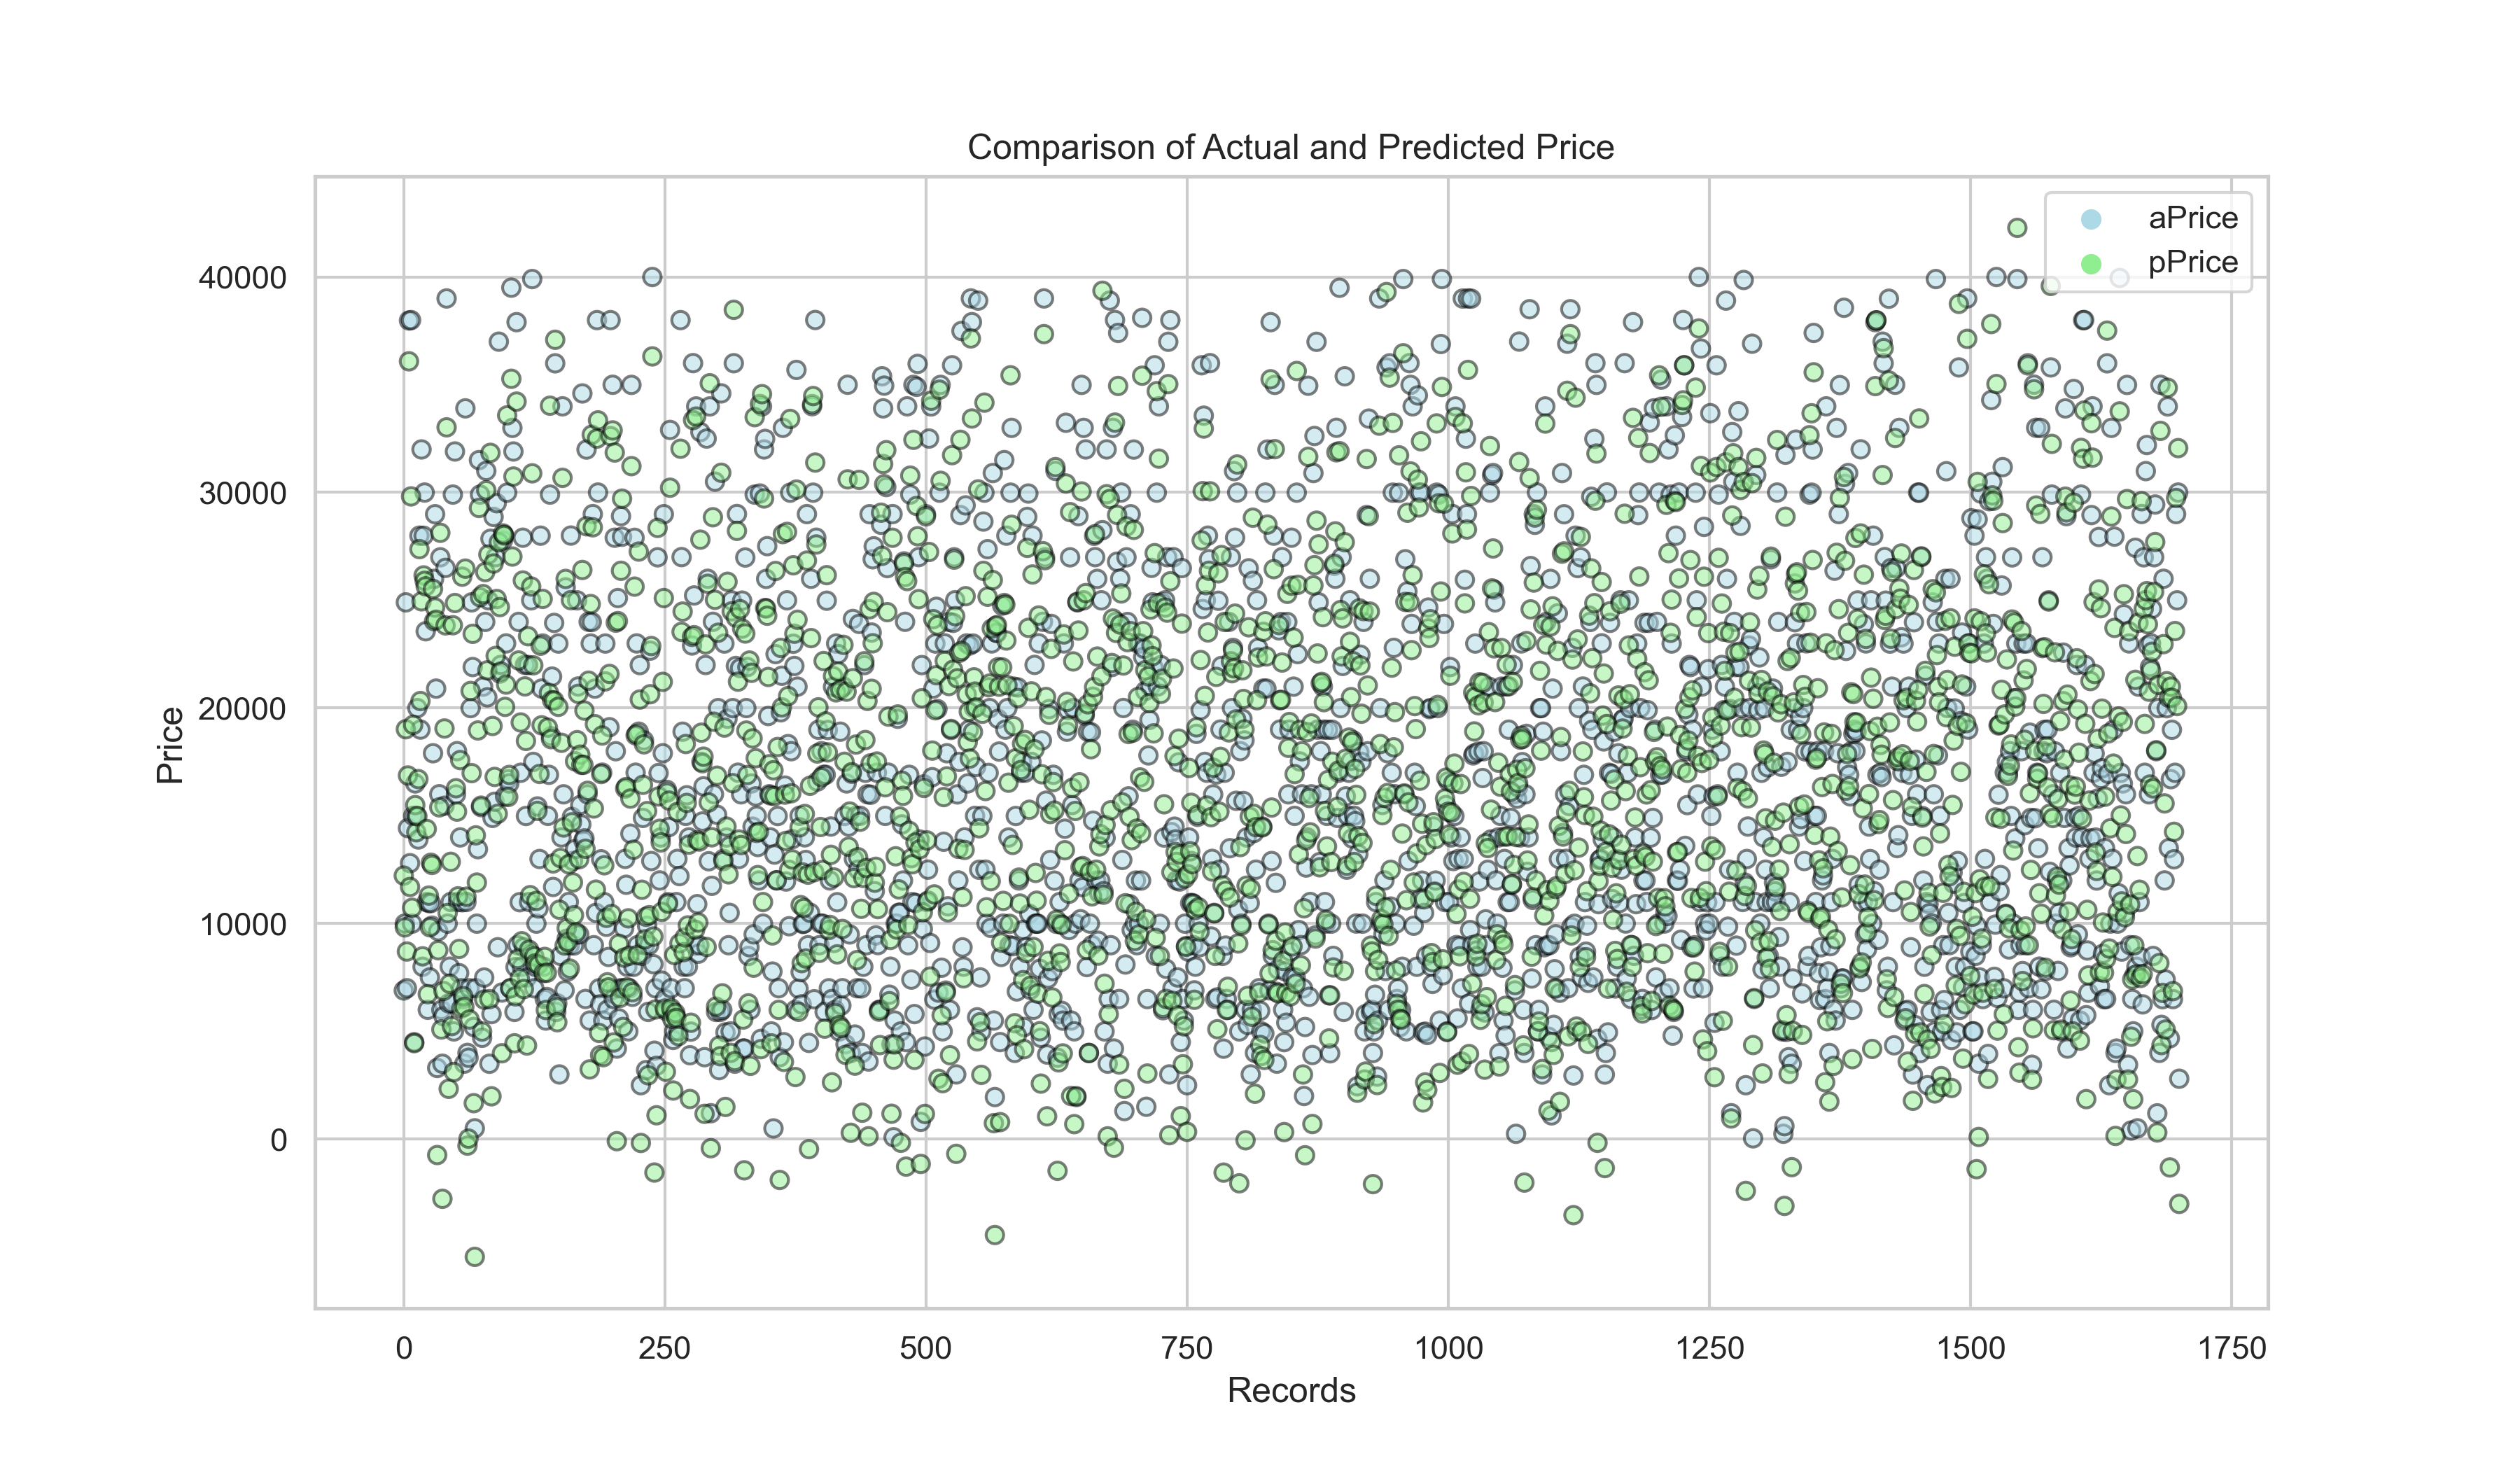 Comparison of Actual and Predicted Price
aPrice
pPrice
40000
30000
20000
10000
0
Price
0 250 500 750 1000 1250 1500 1750
Records